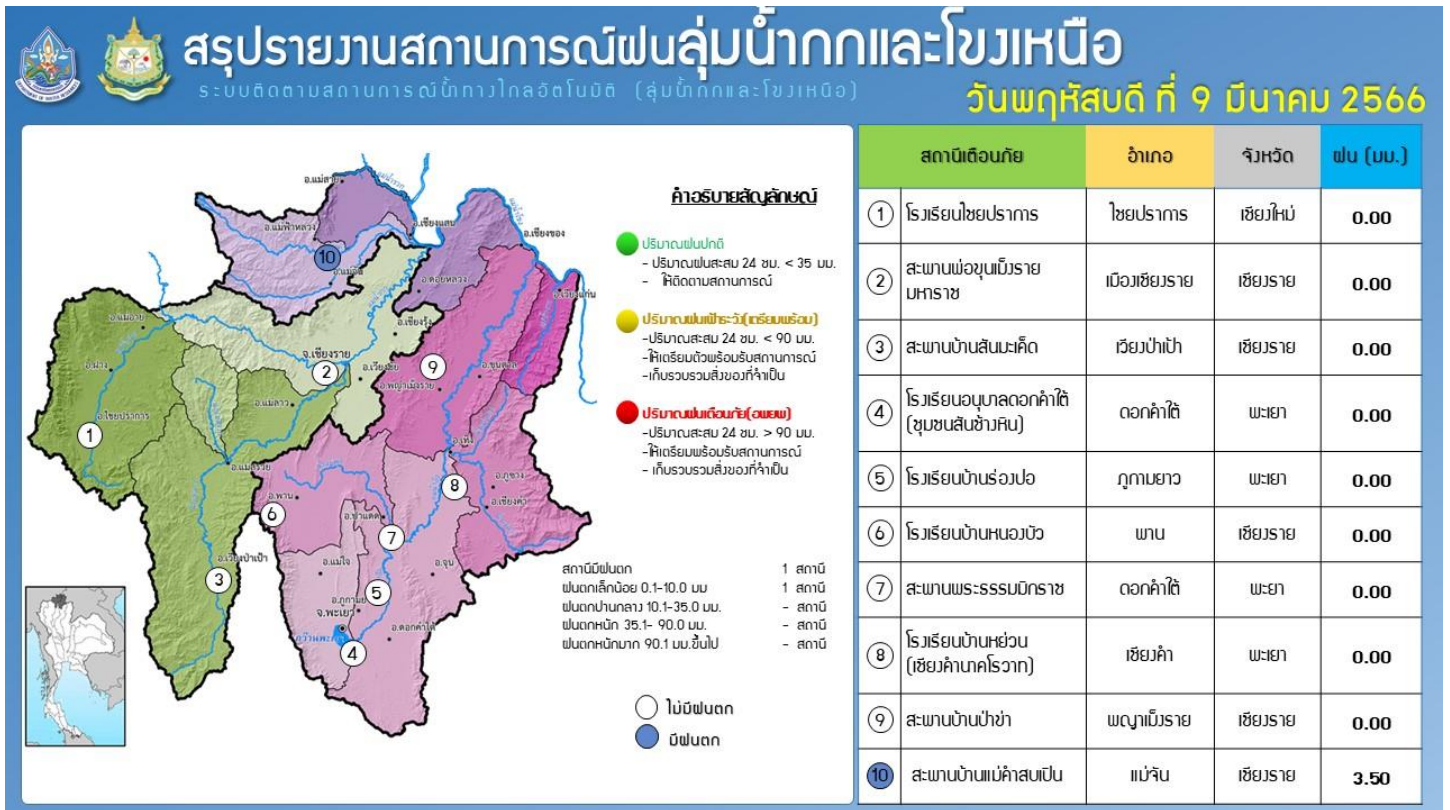 สรุปรายงานสถานการณ์ฝนลุ่มน้ำกกและโขงเหนือ
ระบบติดตามสถานการณ์น้ำทางไกลอัตโนมัติ (ลุ่มน้ำกกและโขงเหนือ)
วันพฤหัสบดี ที่ 9 มีนาคม 2566
อ.แม่สาย
อ.แม่ฟ้าหลวง
อ.เชียงแสน
อ.เชียงของ
10
อ.แม่จัน
อ.ดอยหลวง
อ.เวียงแก่น
อ.แม่อาย
อ.เชียงรุ้ง
จ.เชียงราย
9
อ.ฝาง
2
อ.เวียงชัย
อ.พญาเม็งราย
อ.ขุนตาล
อ.ไชยปราการ
อ.แม่ลาว
1
อ.เทิง
อ.แม่สรวย
8
อ.ภูซาง
อ.เชียงคำ
อ.พาน
6
อ.ป่าแดด
7
อ.เวียงป่าเป้า
3
อ.แม่ใจ
อ.จุน
5
จ.พะเยา
กว๊านพะเยา
อ.ดอกคำใต้
4
คำอธิบายสัญลักษณ์
ปริมาณฝนปกติ
- ปริมาณฝนสะสม 24 ชม. < 35 มม.
- ให้ติดตามสถานการณ์
ปริมาณฝนเฝ้าระวัง(เตรียมพร้อม)
-ปริมาณสะสม 24 ชม. < 90 มม.
-ให้เตรียมตัวพร้อมรับสถานการณ์
-เก็บรวบรวมสิ่งของที่จำเป็น
ปริมาณฝนเตือนภัย(อพยพ)
-ปริมาณสะสม 24 ชม. > 90 มม.
-ให้เตรียมพร้อมรับสถานการณ์
- เก็บรวบรวมสิ่งของที่จำเป็น
สถานีมีฝนตก 1 สถานี
ฝนตกเล็กน้อย 0.1-10.0 มม 1 สถานี
ฝนตกปานกลาง 10.1-35.0 มม. - สถานี
ฝนตกหนัก 35.1- 90.0 มม. - สถานี
ฝนตกหนักมาก 90.1 มม.ขึ้นไป - สถานี
ไม่มีฝนตก
มีฝนตก
สถานีเตือนภัย อำเภอ จังหวัด ฝน (มม.)
1 โรงเรียนไชยปราการ ไชยปราการ เชียงใหม่ 0.00
2 สะพานพ่อขุนเม็งราย
มหาราช เมืองเชียงราย เชียงราย 0.00
3 สะพานบ้านสันมะเค็ด เวียงป่าเป้า เชียงราย 0.00
4 โรงเรียนอนุบาลดอกคำใต้
(ชุมชนสันช้างหิน) ดอกคำใต้ พะเยา 0.00
5 โรงเรียนบ้านร่องปอ ภูกามยาว พะเยา 0.00
6 โรงเรียนบ้านหนองบัว พาน เชียงราย 0.00
7 สะพานพระธรรมมิกราช ดอกคำใต้ พะเยา 0.00
8 โรงเรียนบ้านหย่วน
(เชียงคำนาคโรวาท) เชียงคำ พะเยา 0.00
9 สะพานบ้านป่าข่า พญาเม็งราย เชียงราย 0.00
10 สะพานบ้านแม่คำสบเปิน แม่จัน เชียงราย 3.50